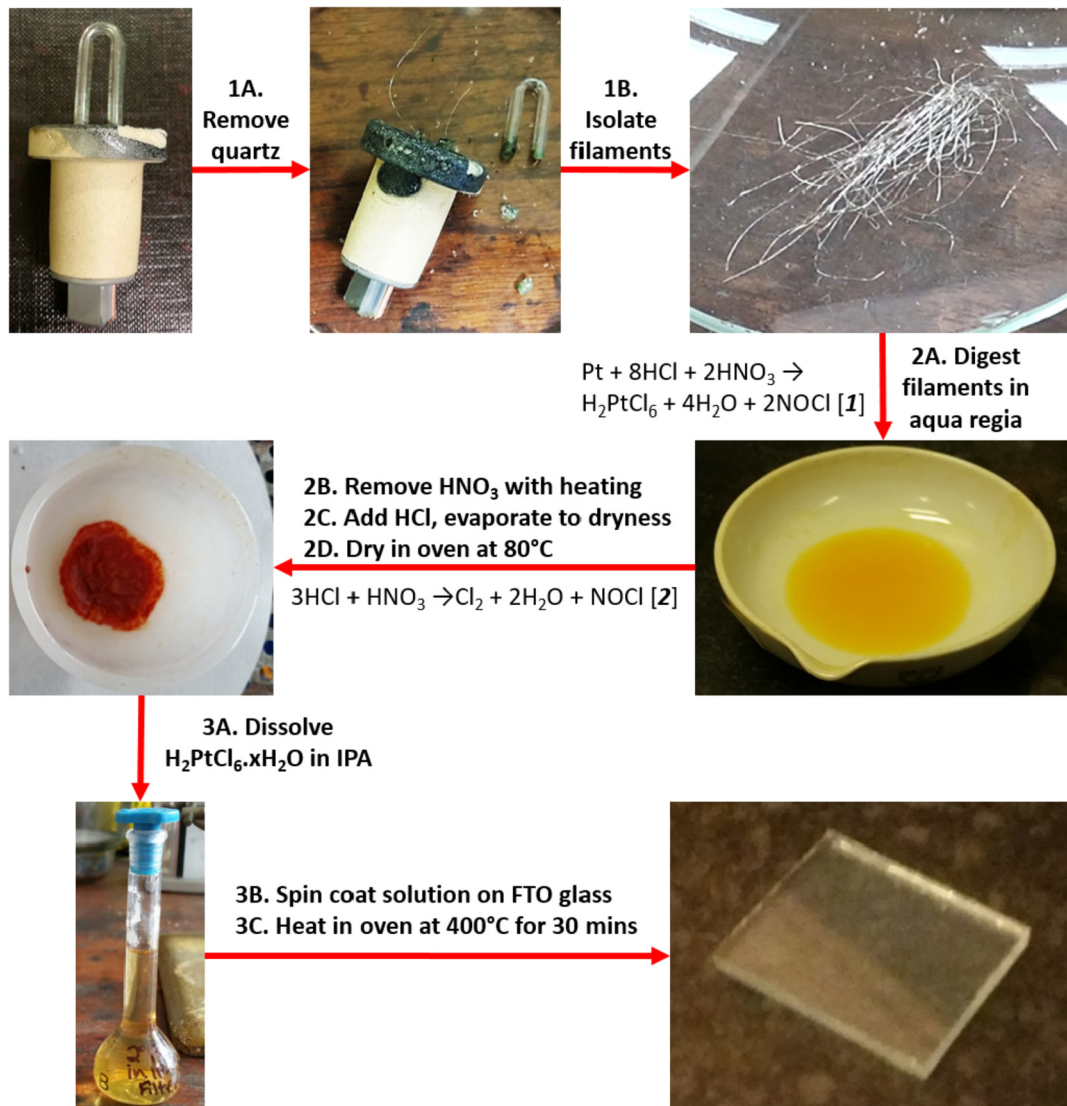 1A.
Remove
quartz
1B.
Isolate
filaments
Pt + 8HCl + 2HNO₃ →
H₂PtCl₆ + 4H₂O + 2NOCl [1]
2A. Digest
filaments in
aqua regia
2B. Remove HNO₃ with heating
2C. Add HCl, evaporate to dryness
2D. Dry in oven at 80°C
3HCl + HNO₃ →Cl₂ + 2H₂O + NOCl [2]
3A. Dissolve
H₂PtCl₆.xH₂O in IPA
3B. Spin coat solution on FTO glass
3C. Heat in oven at 400°C for 30 mins